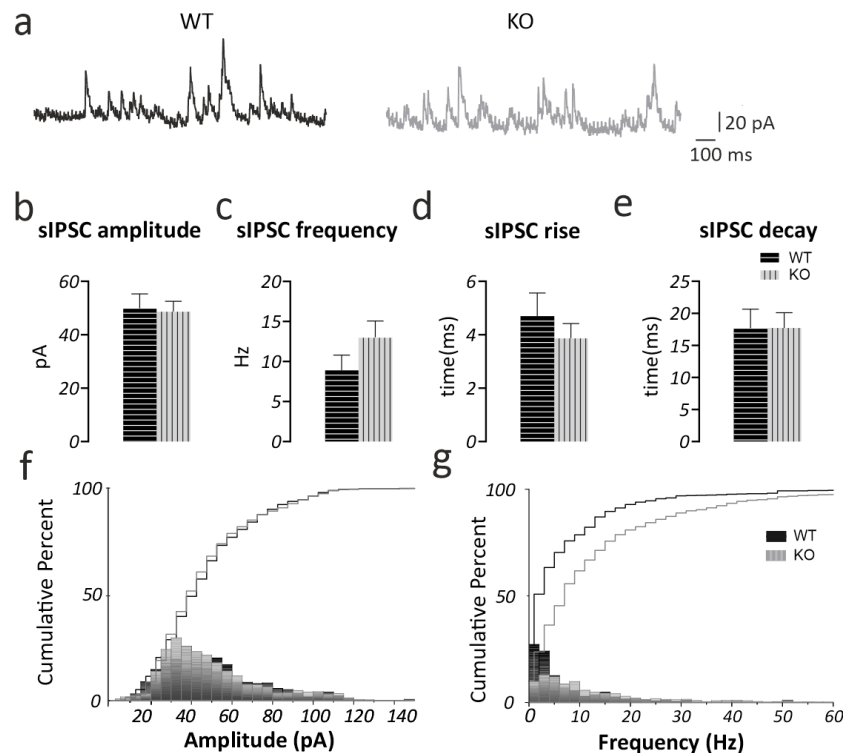 a
WT
KO
20 pA
100 ms
b
c
d
e
sIPSC amplitude
sIPSC frequency
sIPSC rise
sIPSC decay
WT
KO
pA
60
40
20
0
Hz
20
15
10
5
0
time(ms)
6
4
2
0
time(ms)
25
20
15
10
5
0
f
Cumulative Percent
100
50
0
20 40 60 80 100 120 140
Amplitude (pA)
g
Cumulative Percent
100
50
0
WT
KO
0 10 20 30 40 50 60
Frequency (Hz)